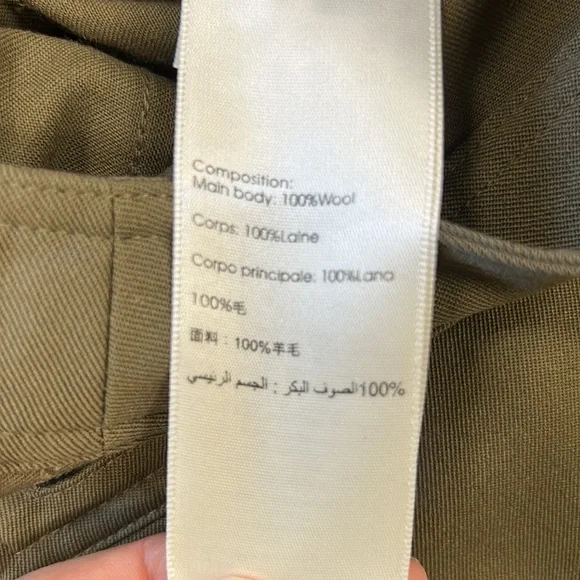 Composition:
Main body: 100%Wool
Corps: 100%Laine
Corpo principale: 100%Lana
100%毛
面料：100%羊毛
100%الصوف البكر : الجسم الرئيسي